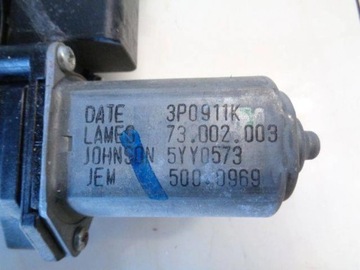 DATE 3P0911K
LAMES 73.002.003
JOHNSON 5YY0573
JEM 500.0969